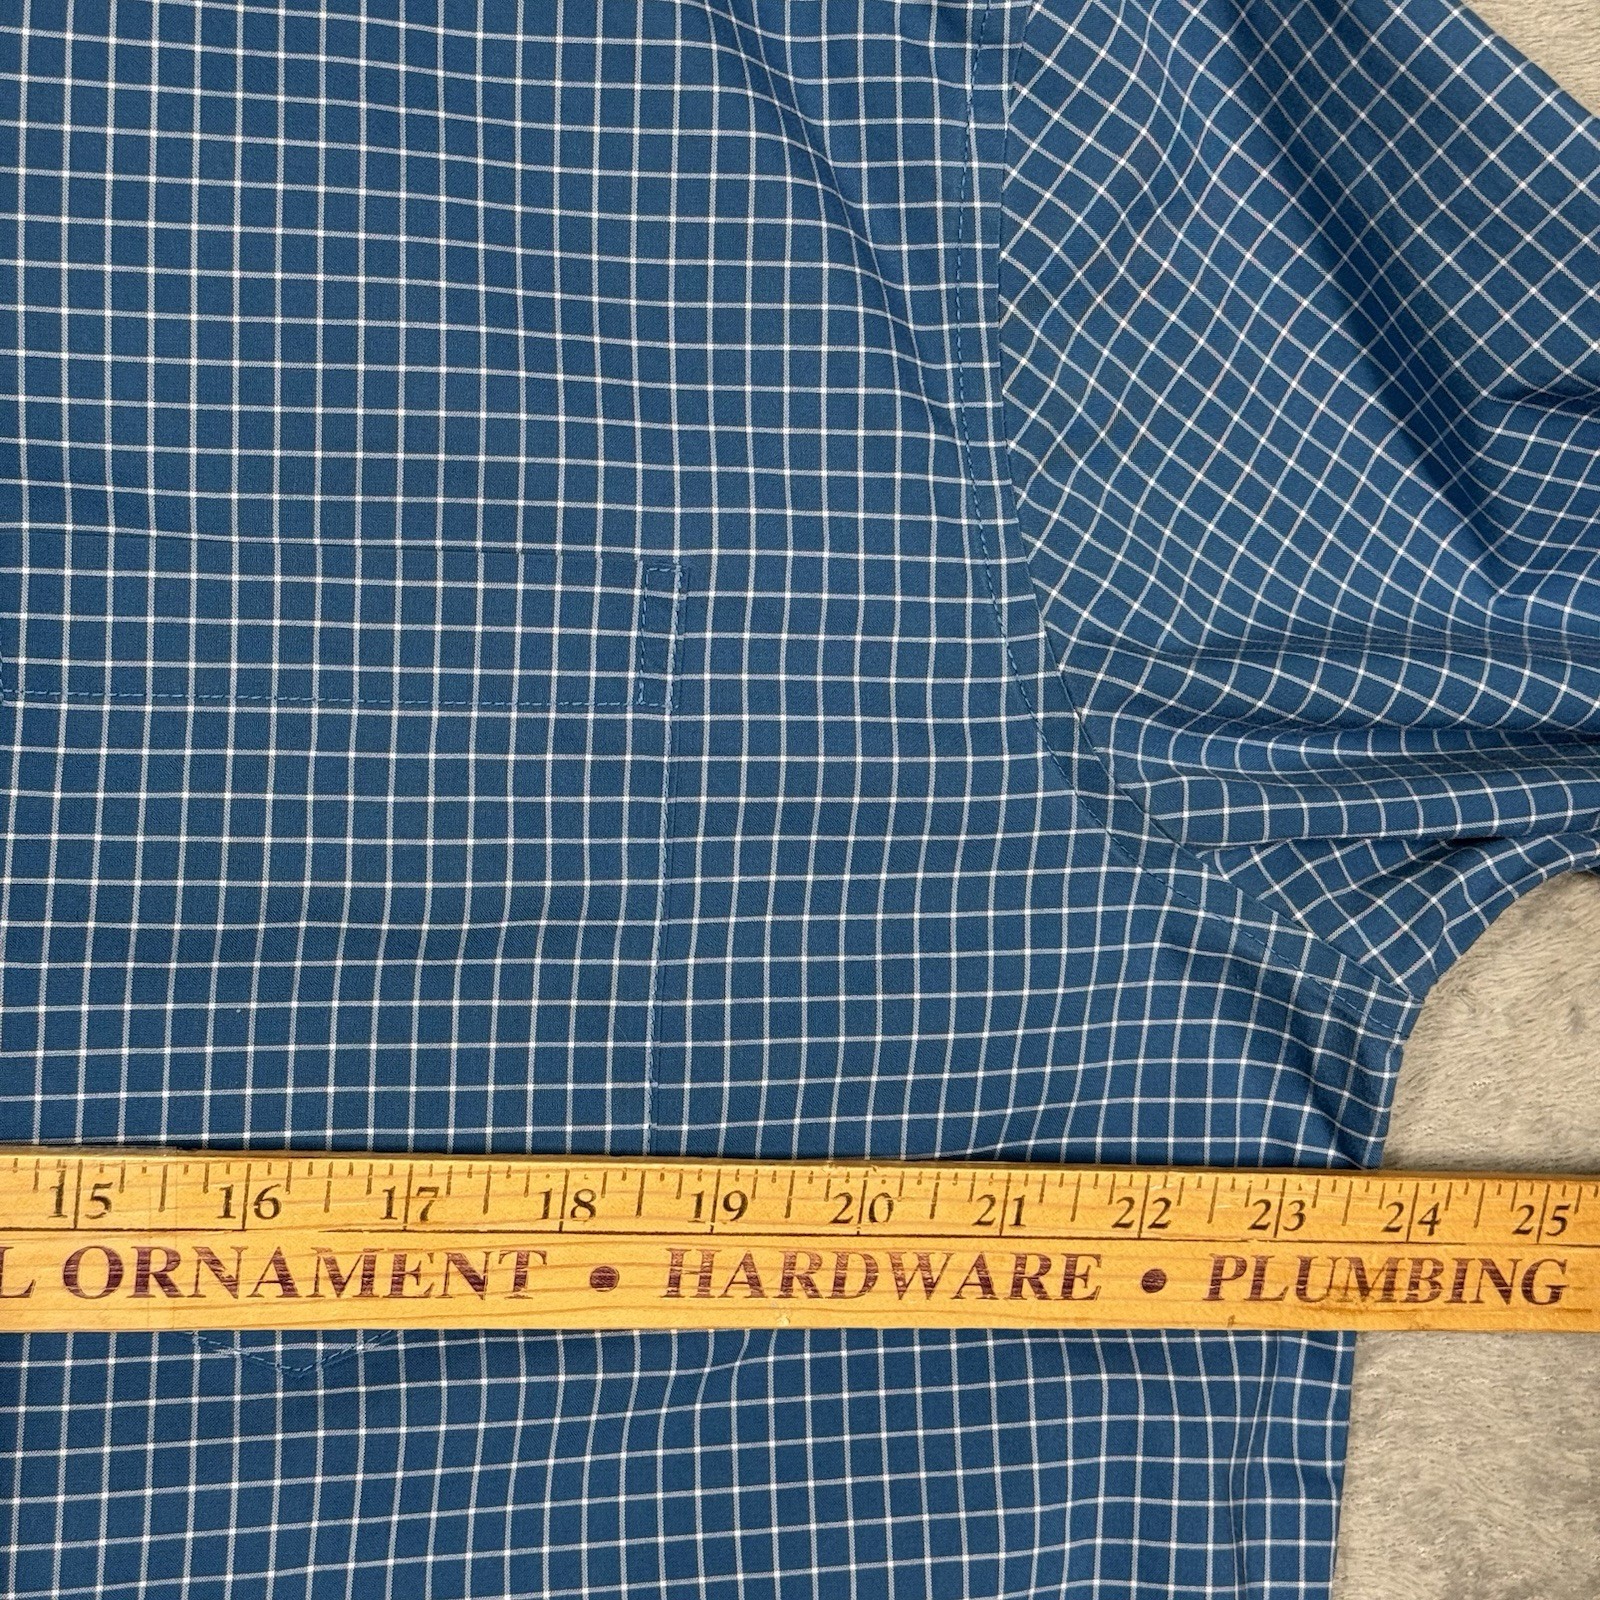 15 16 17 18 19 20 21 22 23 24 25
L ORNAMENT • HARDWARE • PLUMBING